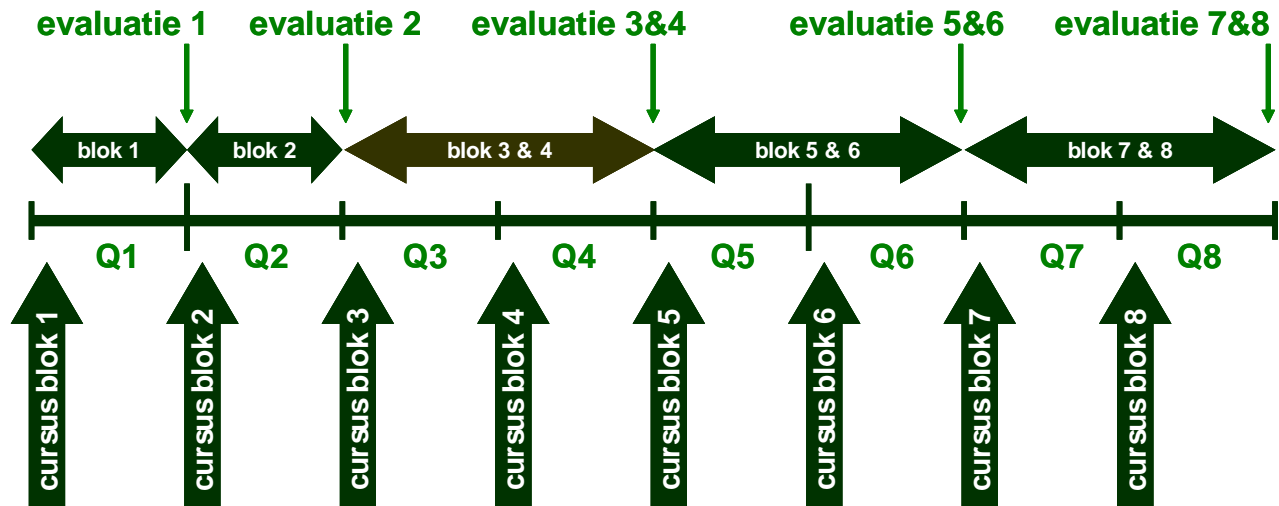 evaluatie 1
evaluatie 2
evaluatie 3&4
evaluatie 5&6
evaluatie 7&8
blok 1
blok 2
blok 3 & 4
blok 5 & 6
blok 7 & 8
Q1
Q2
Q3
Q4
Q5
Q6
Q7
Q8
cursus blok 1
cursus blok 2
cursus blok 3
cursus blok 4
cursus blok 5
cursus blok 6
cursus blok 7
cursus blok 8